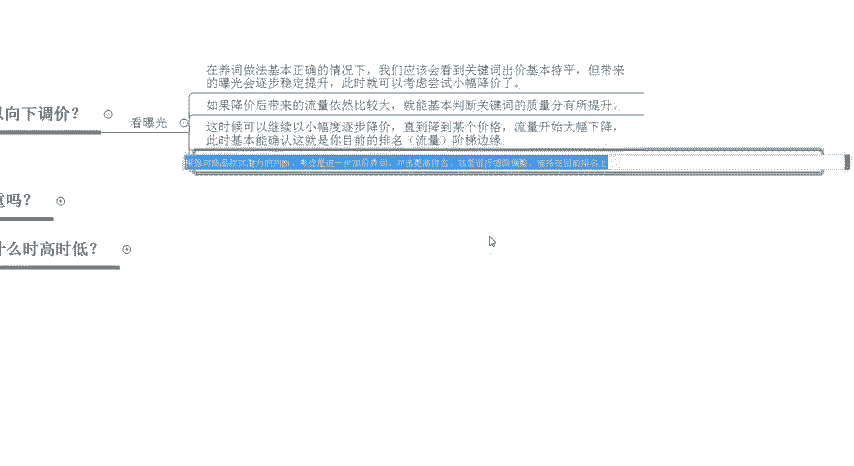 在养词做法基本正确的情况下，我们应该会看到关键词出价基本持平，但带来
的曝光会逐步稳定提升，此时就可以考虑尝试小幅降价了。
以向下调价？
看曝光
如果降价后带来的流量依然比较大，就能基本判断关键词的质量分有所提升。
这时候可以继续以小幅度逐步降价，直到降到某个价格，流量开始大幅下降，
此时基本能确认这就是你目前的排名（流量）阶梯边缘
意吗？
什么时高时低？